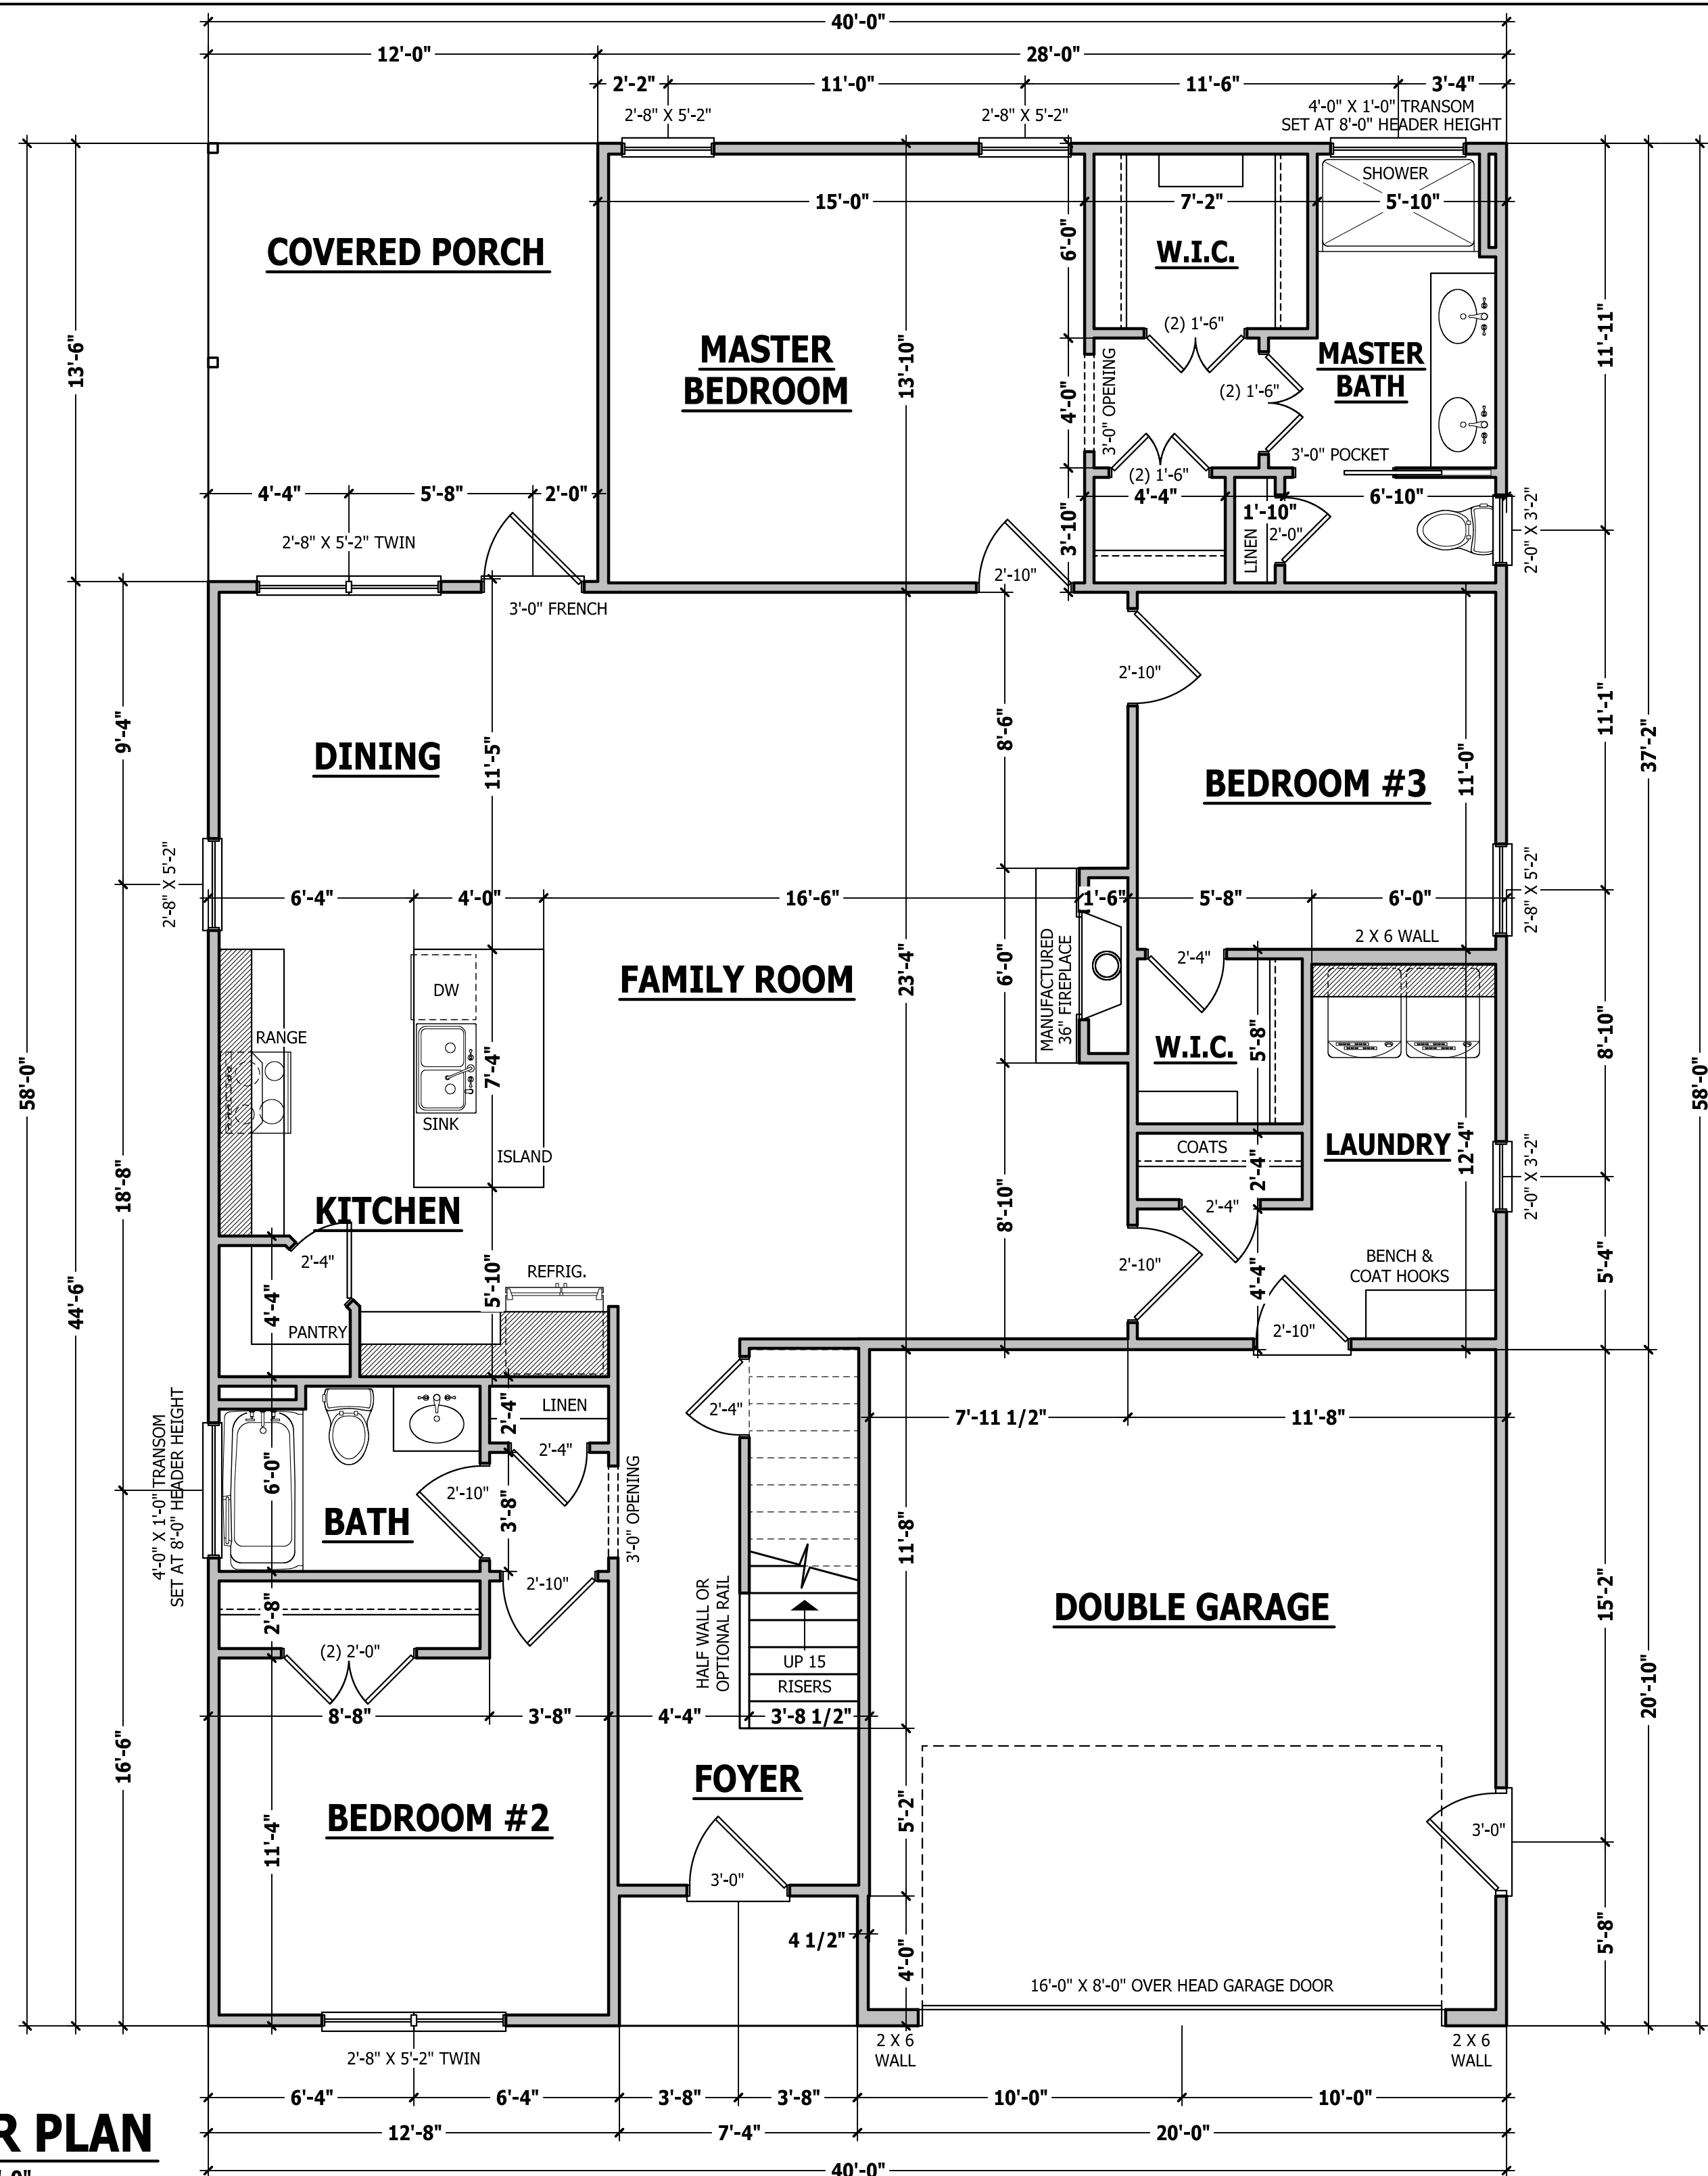 40'-0"
12'-0"
28'-0"
2'-2"
11'-0"
11'-6"
3'-4"
2'-8" X 5'-2"
2'-8" X 5'-2"
4'-0" X 1'-0" TRANSOM
SET AT 8'-0" HEADER HEIGHT
SHOWER
15'-0"
7'-2"
5'-10"
COVERED PORCH
W.I.C.
6'-0"
(2) 1'-6"
MASTER
BEDROOM
13'-10"
MASTER
BATH
13'-6"
11'-11"
4'-0"
3'-0" OPENING
(2) 1'-6"
3'-0" POCKET
(2) 1'-6"
4'-4"
5'-8"
2'-0"
4'-4"
1'-10"
6'-10"
2'-8" X 5'-2" TWIN
3'-10"
LINEN
2'-0"
2'-0" X 3'-2"
2'-10"
3'-0" FRENCH
2'-10"
9'-4"
DINING
11'-5"
8'-6"
BEDROOM #3
11'-0"
11'-1"
37'-2"
2'-8" X 5'-2"
6'-4"
4'-0"
16'-6"
1'-6"
5'-8"
6'-0"
2'-8" X 5'-2"
2 X 6 WALL
FAMILY ROOM
23'-4"
6'-0"
MANUFACTURED
36" FIREPLACE
2'-4"
DW
RANGE
7'-4"
SINK
ISLAND
W.I.C.
5'-8"
8'-10"
58'-0"
58'-0"
COATS
LAUNDRY
12'-4"
2'-4"
2'-0" X 3'-2"
18'-8"
KITCHEN
8'-10"
2'-4"
2'-4"
2'-10"
4'-4"
BENCH &
COAT HOOKS
5'-4"
44'-6"
5'-10"
REFRIG.
4'-4"
PANTRY
2'-10"
2'-4"
LINEN
2'-4"
2'-4"
7'-11 1/2"
11'-8"
4'-0" X 1'-0" TRANSOM
SET AT 8'-0" HEADER HEIGHT
6'-0"
2'-10"
BATH
3'-8"
3'-0" OPENING
11'-8"
2'-10"
2'-8"
HALF WALL OR
OPTIONAL RAIL
DOUBLE GARAGE
15'-2"
(2) 2'-0"
UP 15
RISERS
20'-10"
8'-8"
3'-8"
4'-4"
3'-8 1/2"
16'-6"
FOYER
5'-2"
BEDROOM #2
11'-4"
3'-0"
3'-0"
4 1/2"
4'-0"
5'-8"
16'-0" X 8'-0" OVER HEAD GARAGE DOOR
2'-8" X 5'-2" TWIN
2 X 6
WALL
2 X 6
WALL
6'-4"
6'-4"
3'-8"
3'-8"
10'-0"
10'-0"
12'-8"
7'-4"
20'-0"
R PLAN
40'-0"